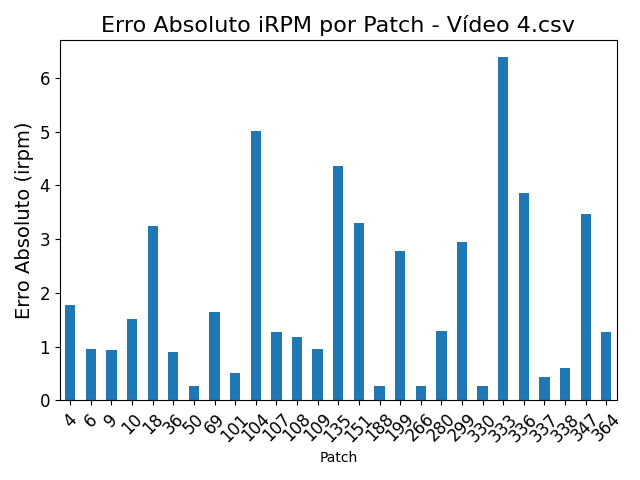 Erro Absoluto iRPM por Patch - Vídeo 4.csv
Erro Absoluto (irpm)
6
5
4
3
2
1
0
4 6 9 10 18 36 50 69 101 104 107 108 109 135 151 188 199 266 280 299 330 333 336 337 338 347 364
Patch